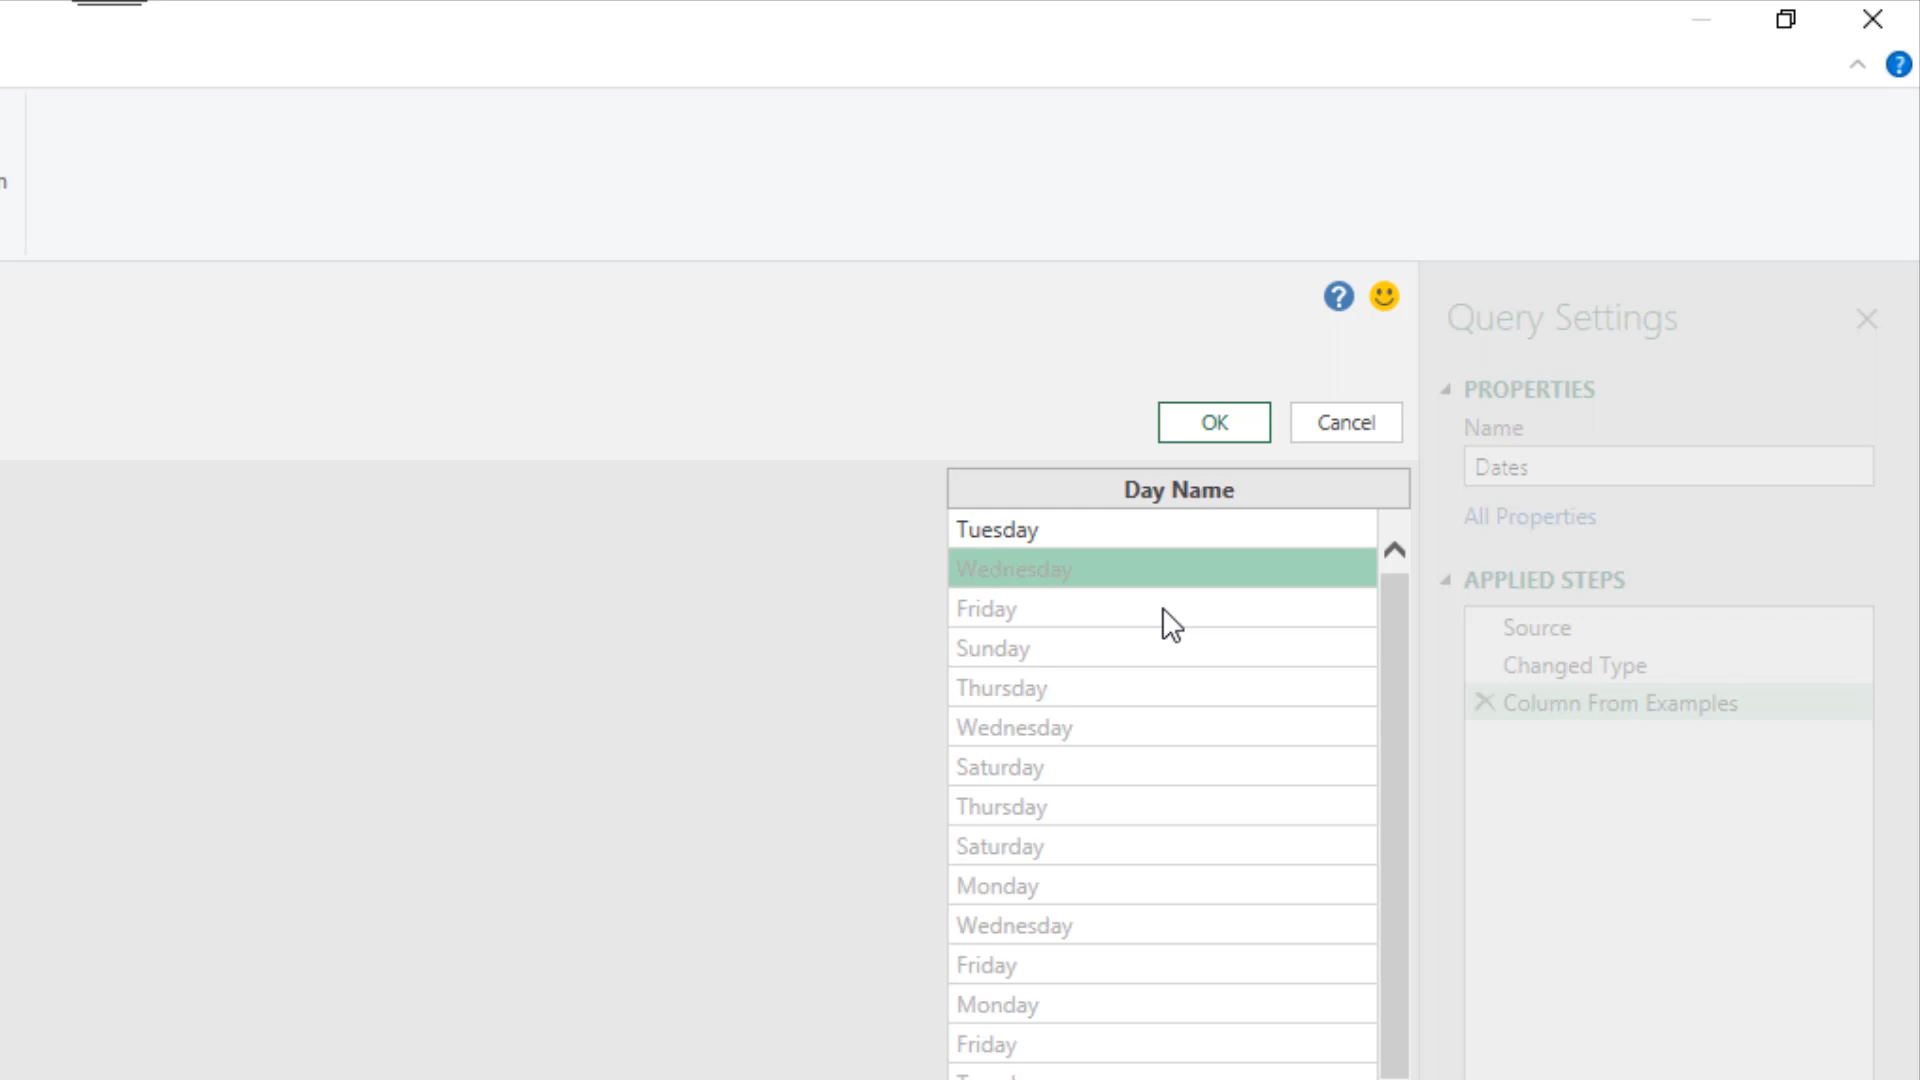 n
Query Settings
PROPERTIES
Name
OK
Cancel
Dates
Day Name
All Properties
Tuesday
Wednesday
APPLIED STEPS
Friday
Source
Sunday
Changed Type
Thursday
Column From Examples
Wednesday
Saturday
Thursday
Saturday
Monday
Wednesday
Friday
Monday
Friday